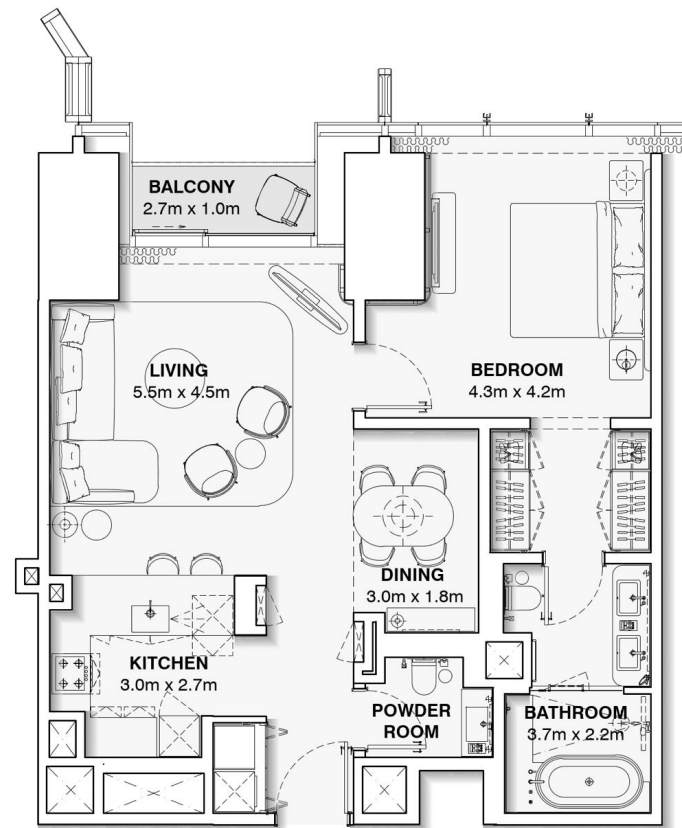 BALCONY
2.7m x 1.0m
LIVING
5.5m x 4.5m
BEDROOM
4.3m x 4.2m
DINING
3.0m x 1.8m
KITCHEN
3.0m x 2.7m
POWDER
ROOM
BATHROOM
3.7m x 2.2m